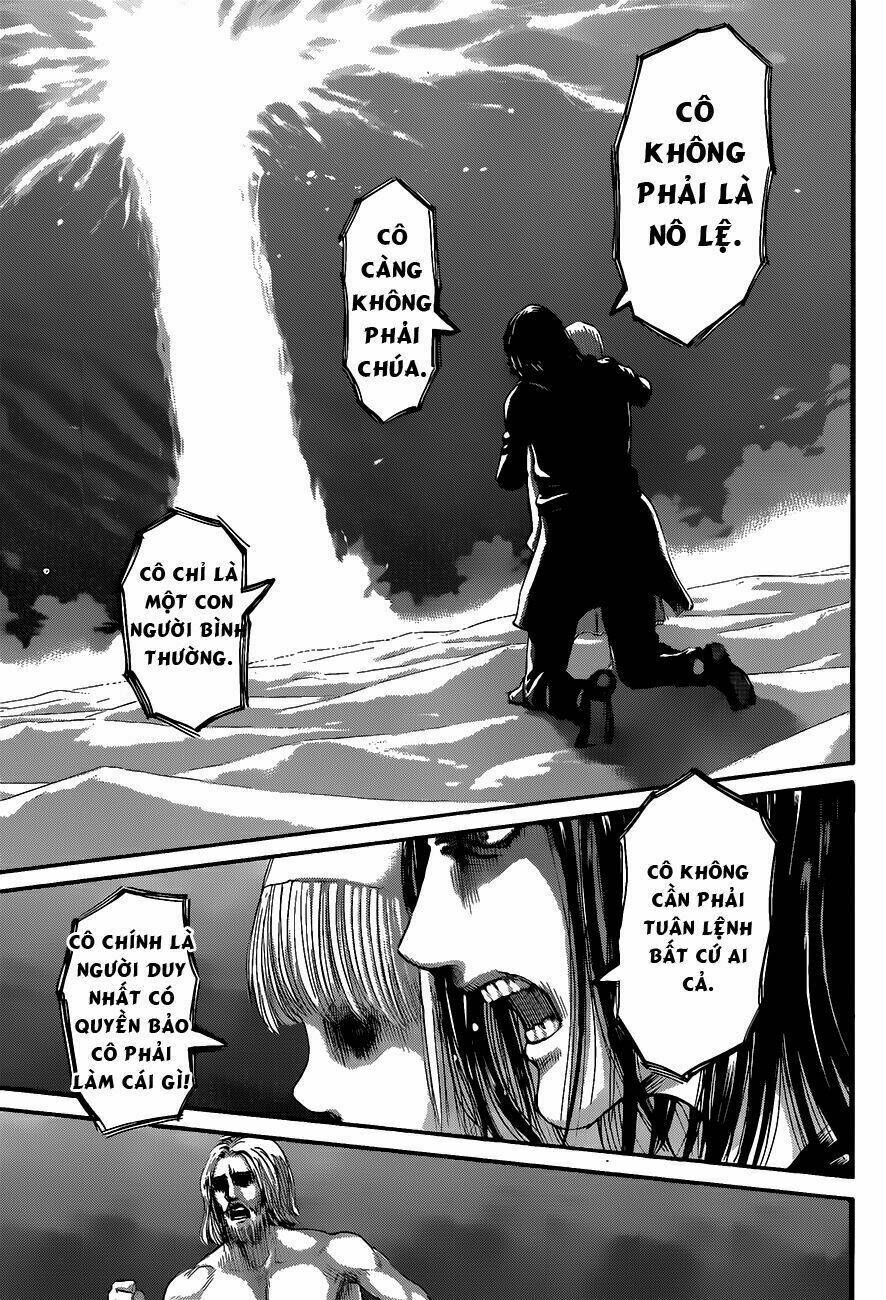 CÔ
KHÔNG
PHẢI LÀ
NÔ LỆ.
CÔ
CÀNG
KHÔNG
PHẢI
CHÚA.
CÔ CHỈ LÀ
MỘT CON
NGƯỜI BÌNH
THƯỜNG.
CÔ KHÔNG
CẦN PHẢI
TUÂN LỆNH
BẤT CỨ AI
CẢ.
CÔ CHÍNH LÀ
NGƯỜI DUY
NHẤT CÓ
QUYỀN BẢO
CÔ PHẢI
LÀM CÁI GÌ!